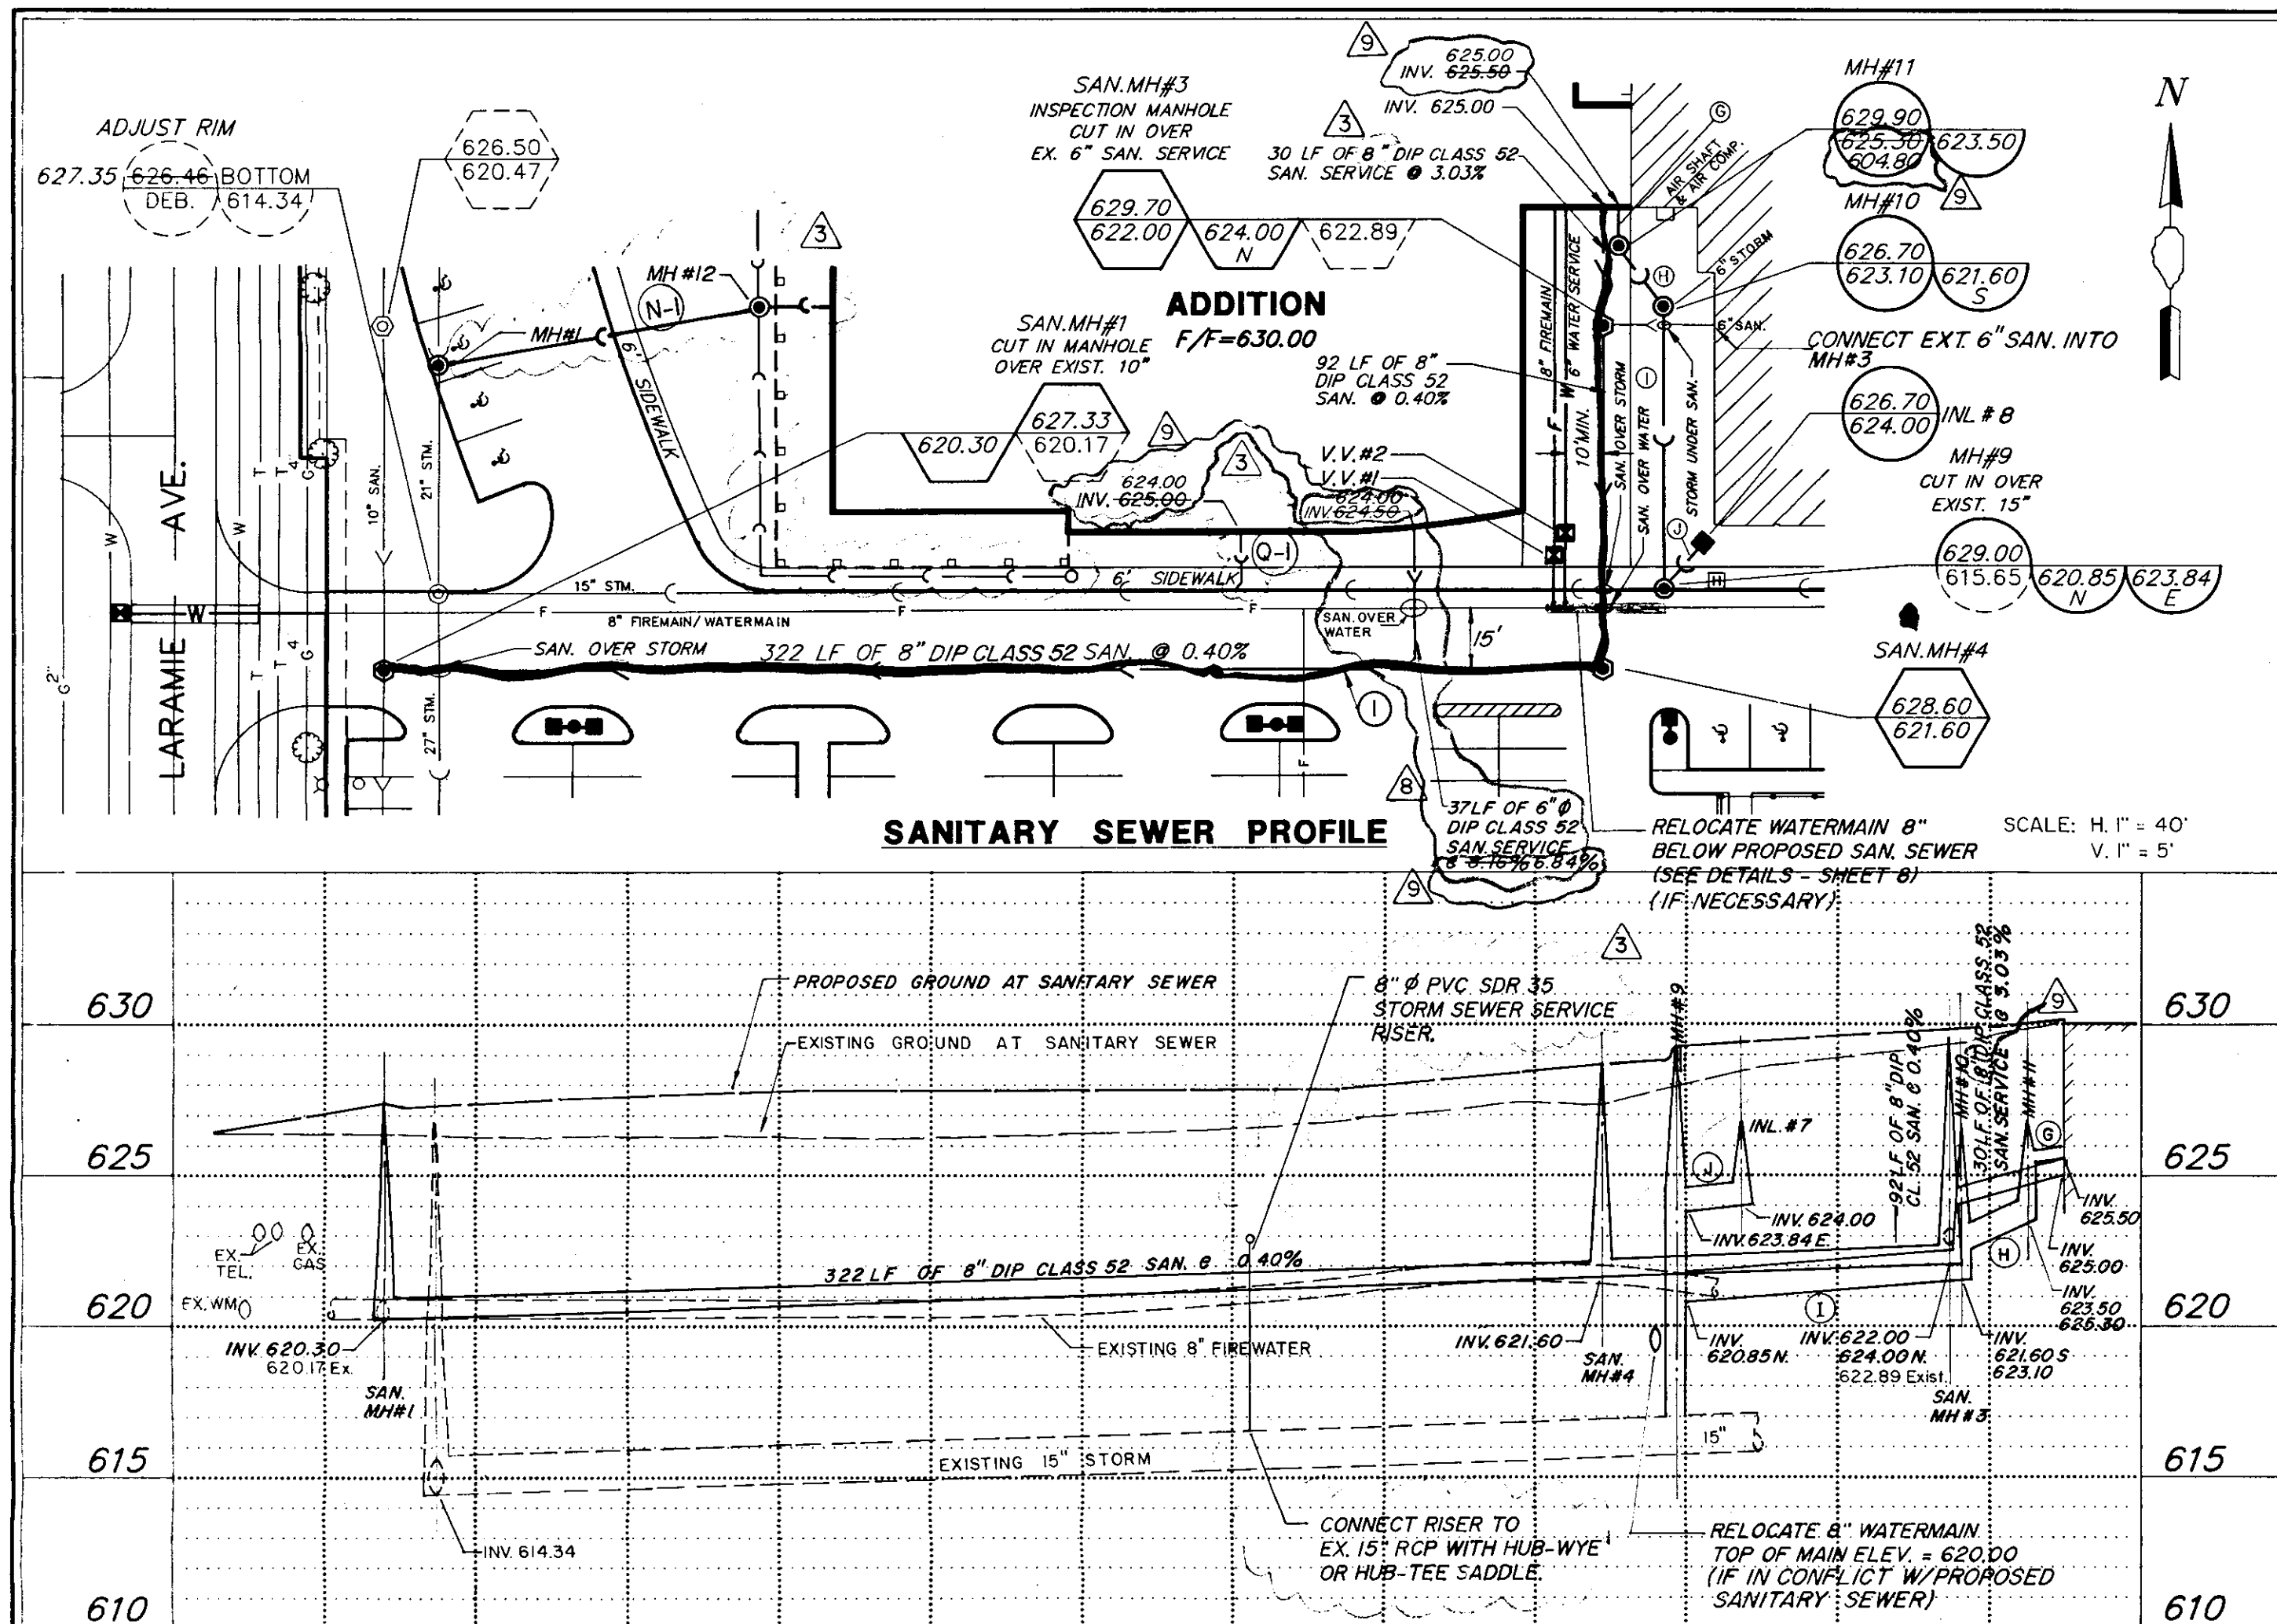 ADJUST RIM
627.35 626.46 BOTTOM
DEB. 614.34
626.50
620.47
SAN.MH#3
INSPECTION MANHOLE
CUT IN OVER
EX. 6" SAN. SERVICE
629.70
622.00
624.00
N
622.89
9
625.00
INV. 625.50
INV. 625.00
3
30 LF OF 8" DIP CLASS 52
SAN. SERVICE @ 3.03%
G
AIR SHAFT
& AIR COMP.
MH#11
629.90
625.30
604.80
623.50
9
N
MH#10
626.70
623.10
621.60
S
6" STORM
H
6" SAN.
CONNECT EXT. 6" SAN. INTO
MH#3
626.70
624.00
INL # 8
MH#9
CUT IN OVER
EXIST. 15"
629.00
615.65
620.85
N
623.84
E
3
MH #12
N-1
MH#1
6' SIDEWALK
ADDITION
F/F=630.00
SAN.MH#1
CUT IN MANHOLE
OVER EXIST. 10"
627.33
620.17
620.30
92 LF OF 8"
DIP CLASS 52
SAN. @ 0.40%
8" FIREMAIN
6" WATER SERVICE
F
W
10' MIN.
SAN. OVER STORM
SAN. OVER WATER
I
STORM UNDER SAN.
J
H
9
3
624.00
INV. 625.00
V.V.#2
V.V.#1
624.00
INV. 624.50
Q-1
6' SIDEWALK
LARAMIE AVE.
W
W
T
T
4
G
T
T
4
G
G 2"
10" SAN.
21" STM.
27" STM.
15" STM.
W
F
F
F
8" FIREMAIN/WATERMAIN
SAN. OVER
WATER
15'
SAN. OVER STORM
322 LF OF 8" DIP CLASS 52 SAN. @ 0.40%
I
F
SAN.MH#4
628.60
621.60
8
37LF OF 6"Ø
DIP CLASS 52
SAN. SERVICE
@ 8.16% 6.84%
9
RELOCATE WATERMAIN 8"
BELOW PROPOSED SAN. SEWER
(SEE DETAILS - SHEET 8)
(IF NECESSARY)
SCALE: H. 1" = 40'
V. 1" = 5'
SANITARY SEWER PROFILE
3
630
625
620
615
610
630
625
620
615
610
PROPOSED GROUND AT SANITARY SEWER
EXISTING GROUND AT SANITARY SEWER
8" Ø PVC SDR 35
STORM SEWER SERVICE
RISER.
MH#9
INL.#7
J
92 LF OF 8" DIP
CL. 52 SAN. @ 0.40%
MH#10
30 LF OF 8" DIP CLASS 52
SAN. SERVICE @ 3.03%
MH#11
9
G
EX.
TEL.
EX.
GAS
EX. WM
322 LF OF 8" DIP CLASS 52 SAN. @ 0.40%
INV. 624.00
INV. 623.84 E.
INV.
625.50
INV.
625.00
H
INV.
623.50
625.30
I
INV. 620.30
620.17 Ex.
SAN.
MH#1
EXISTING 8" FIREWATER
INV. 621.60
SAN.
MH#4
INV.
620.85 N.
INV. 622.00
624.00 N.
622.89 Exist.
SAN.
MH #3
INV.
621.60 S
623.10
EXISTING 15" STORM
15"
INV. 614.34
CONNECT RISER TO
EX. 15" RCP WITH HUB-WYE
OR HUB-TEE SADDLE.
RELOCATE 8" WATERMAIN
TOP OF MAIN ELEV. = 620.00
(IF IN CONFLICT W/PROPOSED
SANITARY SEWER)